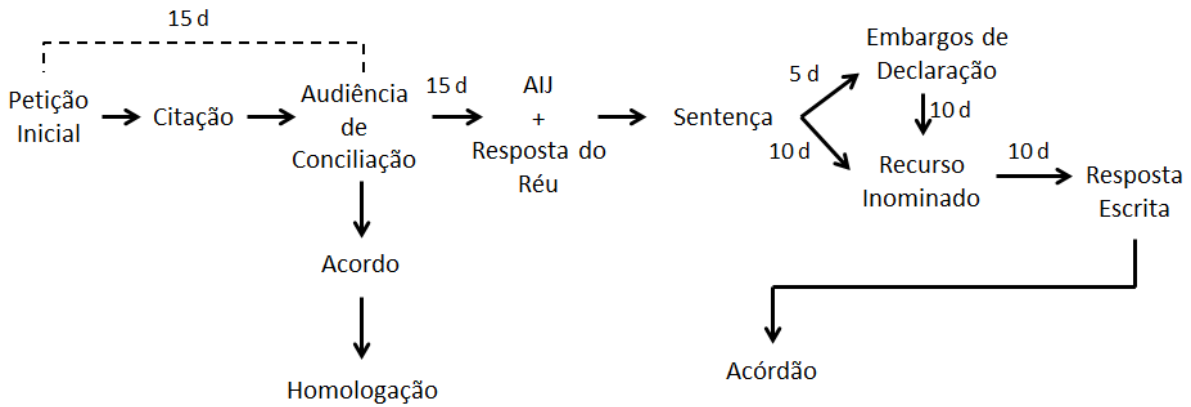 15 d
Petição
Inicial
Citação
Audiência
de
Conciliação
15 d
AIJ
+
Resposta do
Réu
Sentença
5 d
10 d
Embargos de
Declaração
10 d
Recurso
Inominado
10 d
Resposta
Escrita
Acordo
Homologação
Acórdão